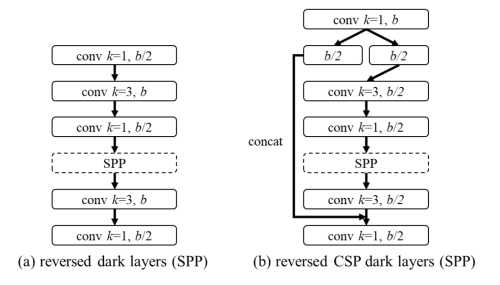 conv k=1, b/2
conv k=3, b
conv k=1, b/2
SPP
conv k=3, b
conv k=1, b/2
(a) reversed dark layers (SPP)
conv k=1, b
b/2
b/2
conv k=3, b/2
conv k=1, b/2
concat
SPP
conv k=3, b/2
conv k=1, b/2
(b) reversed CSP dark layers (SPP)